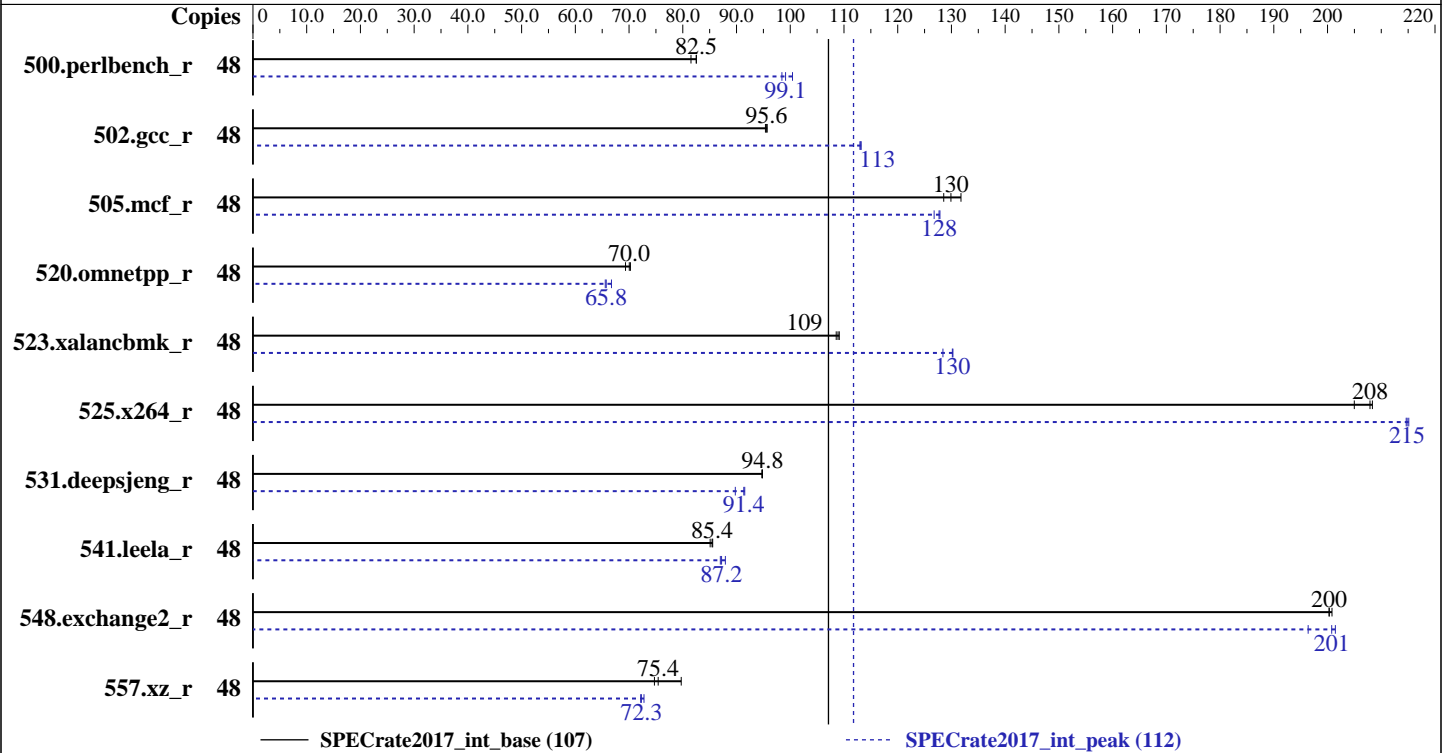 Copies 0 10.0 20.0 30.0 40.0 50.0 60.0 70.0 80.0 90.0 100 110 120 130 140 150 160 170 180 190 200 220
82.5
500.perlbench_r 48
99.1
95.6
502.gcc_r 48
113
130
505.mcf_r 48
128
70.0
520.omnetpp_r 48
65.8
109
523.xalancbmk_r 48
130
208
525.x264_r 48
215
94.8
531.deepsjeng_r 48
91.4
85.4
541.leela_r 48
87.2
200
548.exchange2_r 48
201
75.4
557.xz_r 48
72.3
SPECrate2017_int_base (107) SPECrate2017_int_peak (112)